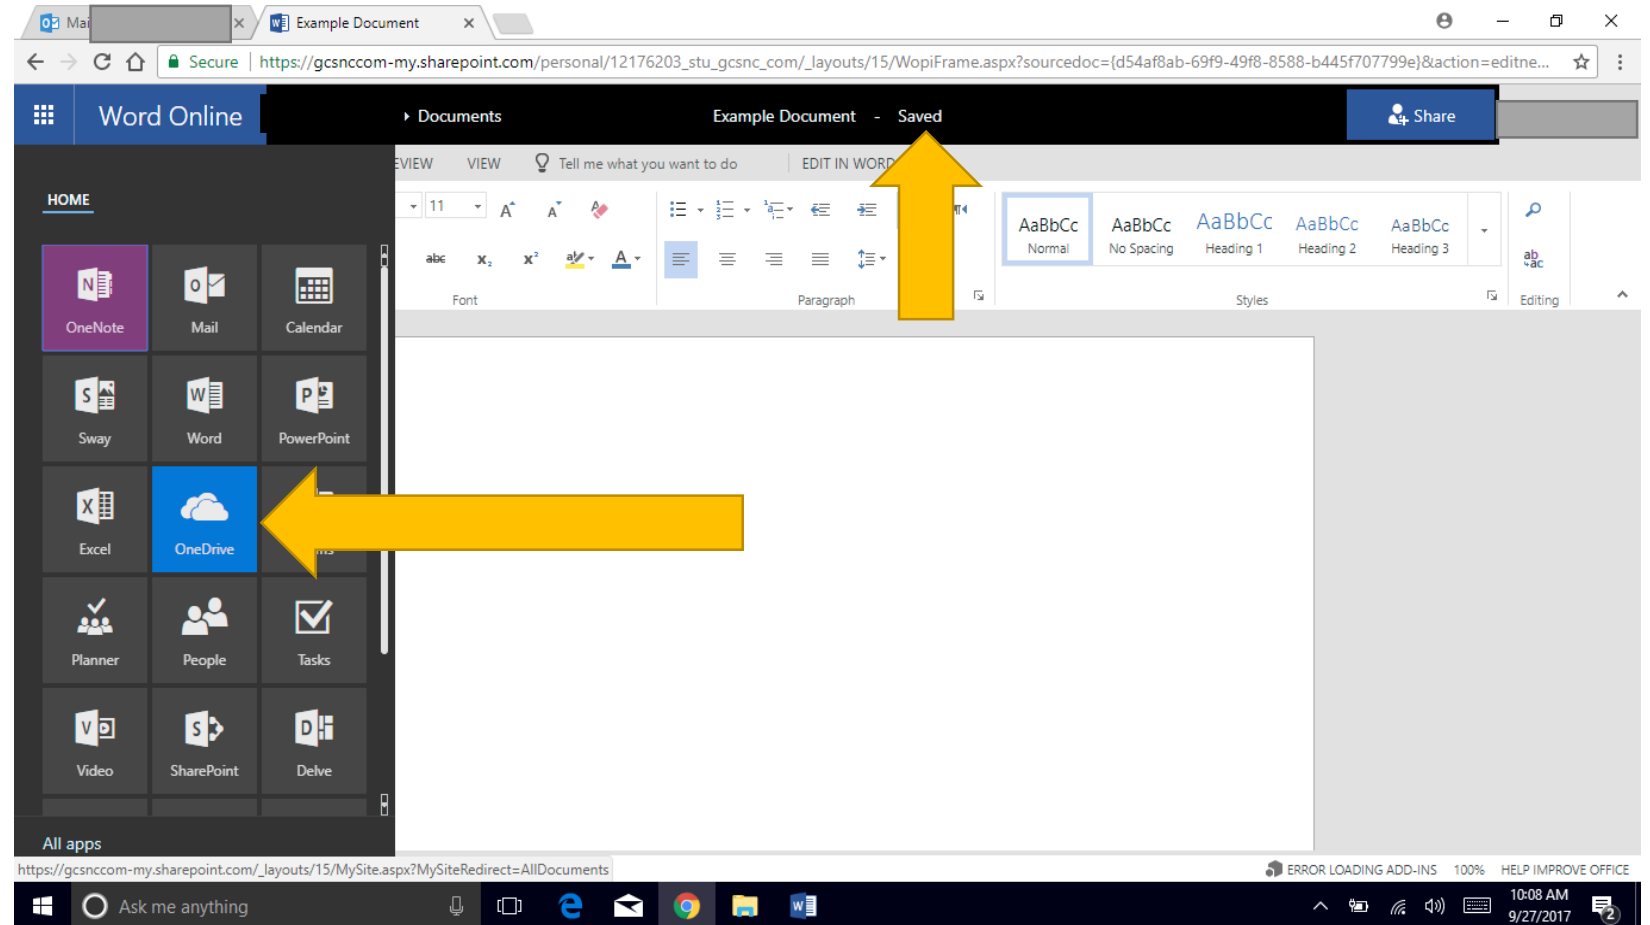 Mai
Example Document
Secure
https://gcsnccom-my.sharepoint.com/personal/12176203_stu_gcsnc_com/_layouts/15/WopiFrame.aspx?sourcedoc={d54af8ab-69f9-49f8-8588-b445f707799e}&action=editne...
Word Online
Documents
Example Document - Saved
Share
EVIEW VIEW Tell me what you want to do EDIT IN WORD
HOME
11
AaBbCc AaBbCc AaBbCc AaBbCc AaBbCc
Normal No Spacing Heading 1 Heading 2 Heading 3
abc x₂ x²
Font Paragraph Styles Editing
OneNote Mail Calendar
Sway Word PowerPoint
Excel OneDrive
Planner People Tasks
Video SharePoint Delve
All apps
https://gcsnccom-my.sharepoint.com/_layouts/15/MySite.aspx?MySiteRedirect=AllDocuments
ERROR LOADING ADD-INS 100% HELP IMPROVE OFFICE
Ask me anything
10:08 AM
9/27/2017
2